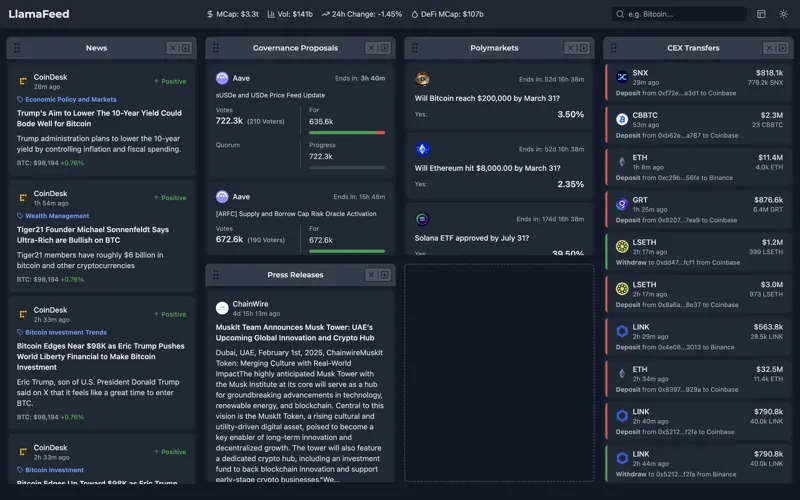 LlamaFeed
MCap: $3.3t
Vol: $141b
24h Change: -1.45%
DeFi MCap: $107b
e.g. Bitcoin...
News
CoinDesk
28m ago
↑ Positive
Economic Policy and Markets
Trump's Aim to Lower The 10-Year Yield Could
Bode Well for Bitcoin
Trump administration plans to lower the 10-year
yield by controlling inflation and fiscal spending.
BTC: $98,194 +0.76%
CoinDesk
1h 54m ago
↑ Positive
Wealth Management
Tiger21 Founder Michael Sonnenfeldt Says
Ultra-Rich are Bullish on BTC
Tiger21 members have roughly $6 billion in
bitcoin and other cryptocurrencies
BTC: $98,194 +0.76%
CoinDesk
2h 33m ago
↑ Positive
Bitcoin Investment Trends
Bitcoin Edges Near $98K as Eric Trump Pushes
World Liberty Financial to Make Bitcoin
Investment
Eric Trump, son of U.S. President Donald Trump
said on X that it feels like a great time to enter
BTC.
BTC: $98,194 +0.76%
CoinDesk
2h 33m ago
↑ Positive
Bitcoin Investment
Bitcoin Edges Up Toward $98K as Eric Trump
Governance Proposals
Aave
Ends in: 3h 40m
sUSDe and USDe Price Feed Update
Votes
For
722.3k (210 Voters)
635.6k
Quorum
Progress
722.3k
Aave
Ends in: 15h 48m
[ARFC] Supply and Borrow Cap Risk Oracle Activation
Votes
For
672.6k (190 Voters)
672.6k
Press Releases
ChainWire
4d 15h 13m ago
MuskIt Team Announces Musk Tower: UAE's
Upcoming Global Innovation and Crypto Hub
Dubai, UAE, February 1st, 2025, ChainwireMuskIt
Token: Merging Culture with Real-World
ImpactThe highly anticipated Musk Tower with
the Musk Institute at its core will serve as a hub
for groundbreaking advancements in technology,
renewable energy, and blockchain. Central to
this vision is the MuskIt Token, a rising cultural
and utility-driven digital asset, poised to become
a key enabler of long-term innovation and
decentralized growth. The tower will also feature
a dedicated crypto hub, including an investment
fund to back blockchain innovation and support
early-stage crypto businesses."We...
Polymarkets
Ends in: 52d 16h 38m
Will Bitcoin reach $200,000 by March 31?
Yes:
3.50%
Ends in: 52d 16h 38m
Will Ethereum hit $8,000.00 by March 31?
Yes:
2.35%
Ends in: 174d 16h 38m
Solana ETF approved by July 31?
Yes:
39.50%
CEX Transfers
SNX
$818.1k
29m ago
779.2k SNX
Deposit from 0xf72e...a3d1 to Coinbase
CBBTC
$2.3M
53m ago
23 CBBTC
Deposit from 0xb62e...a787 to Coinbase
ETH
$11.4M
1h 8m ago
4.0k ETH
Deposit from 0xc29b...56fe to Binance
GRT
$876.6k
1h 25m ago
6.4M GRT
Deposit from 0x8207...7ea9 to Coinbase
LSETH
$1.2M
2h 17m ago
399 LSETH
Withdraw to 0xdd47...fcf1 from Coinbase
LSETH
$3.0M
2h 17m ago
973 LSETH
Deposit from 0x8a6a...8e37 to Coinbase
LINK
$563.8k
2h 29m ago
28.5k LINK
Deposit from 0x4e08...3013 to Binance
ETH
$32.5M
2h 34m ago
11.4k ETH
Deposit from 0x8397...929a to Coinbase
LINK
$790.8k
2h 40m ago
40.0k LINK
Deposit from 0x5212...f2fa to Coinbase
LINK
$790.8k
2h 44m ago
40.0k LINK
Withdraw to 0x5212...f2fa from Binance